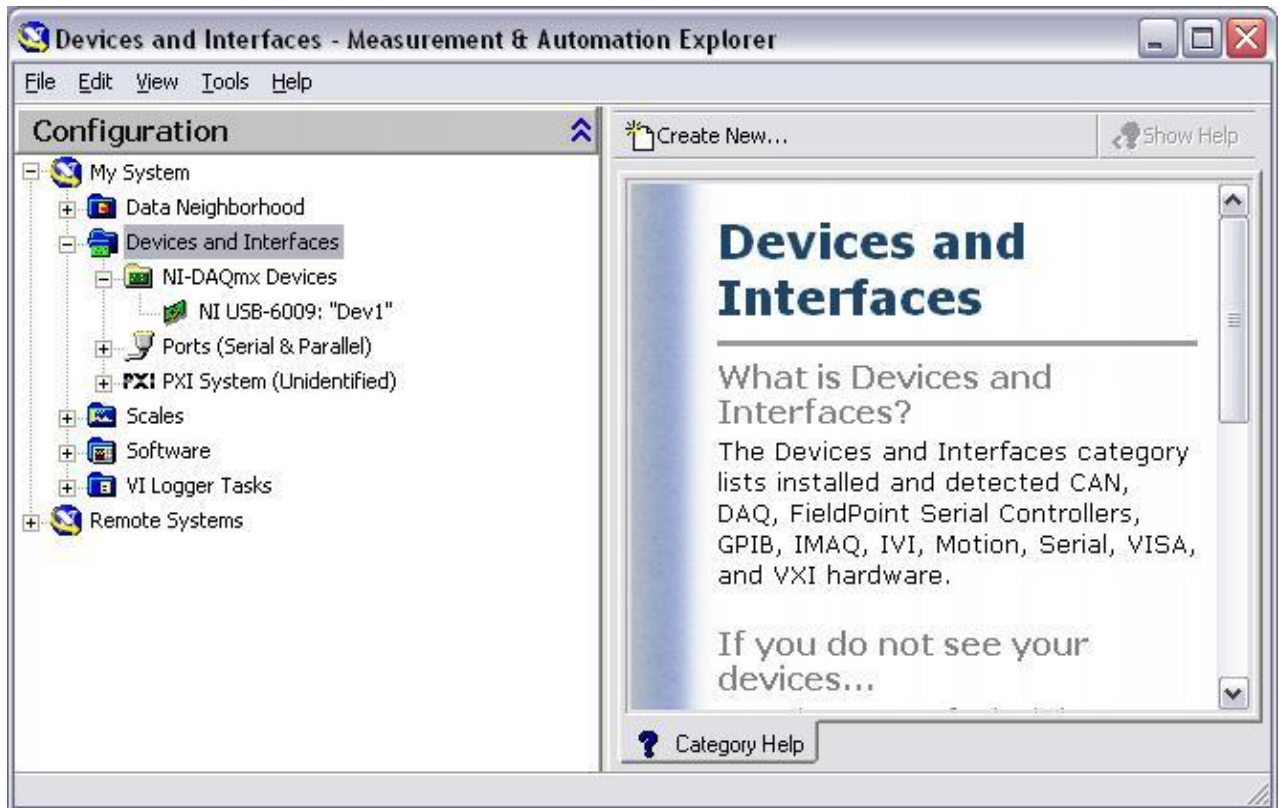 Devices and Interfaces - Measurement & Automation Explorer
File Edit View Tools Help
Configuration
My System
Data Neighborhood
Devices and Interfaces
NI-DAQmx Devices
NI USB-6009: "Dev1"
Ports (Serial & Parallel)
PXI PXI System (Unidentified)
Scales
Software
VI Logger Tasks
Remote Systems
Create New...
Show Help
Devices and
Interfaces
What is Devices and
Interfaces?
The Devices and Interfaces category
lists installed and detected CAN,
DAQ, FieldPoint Serial Controllers,
GPIB, IMAQ, IVI, Motion, Serial, VISA,
and VXI hardware.
If you do not see your
devices...
Category Help